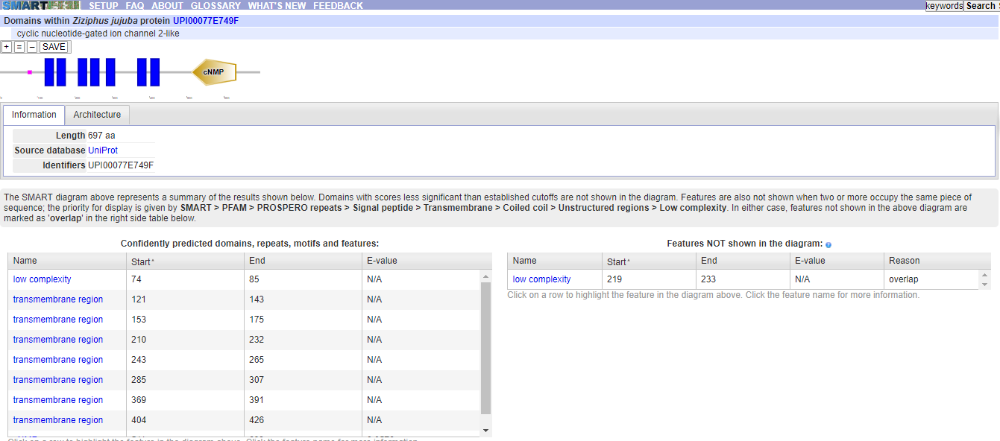 SMART SETUP FAQ ABOUT GLOSSARY WHAT'S NEW FEEDBACK keywords Search
Domains within Ziziphus jujuba protein UPI00077E749F
cyclic nucleotide-gated ion channel 2-like
+ = – SAVE
cNMP
Information Architecture
Length 697 aa
Source database UniProt
Identifiers UPI00077E749F
The SMART diagram above represents a summary of the results shown below. Domains with scores less significant than established cutoffs are not shown in the diagram. Features are also not shown when two or more occupy the same piece of
sequence; the priority for display is given by SMART > PFAM > PROSPERO repeats > Signal peptide > Transmembrane > Coiled coil > Unstructured regions > Low complexity. In either case, features not shown in the above diagram are
marked as 'overlap' in the right side table below.
Confidently predicted domains, repeats, motifs and features:
Name Start* End E-value
low complexity 74 85 N/A
transmembrane region 121 143 N/A
transmembrane region 153 175 N/A
transmembrane region 210 232 N/A
transmembrane region 243 265 N/A
transmembrane region 285 307 N/A
transmembrane region 369 391 N/A
transmembrane region 404 426 N/A
Click on a row to highlight the feature in the diagram above. Click the feature name for more information.
Features NOT shown in the diagram:
Name Start* End E-value Reason
low complexity 219 233 N/A overlap
Click on a row to highlight the feature in the diagram above. Click the feature name for more information.